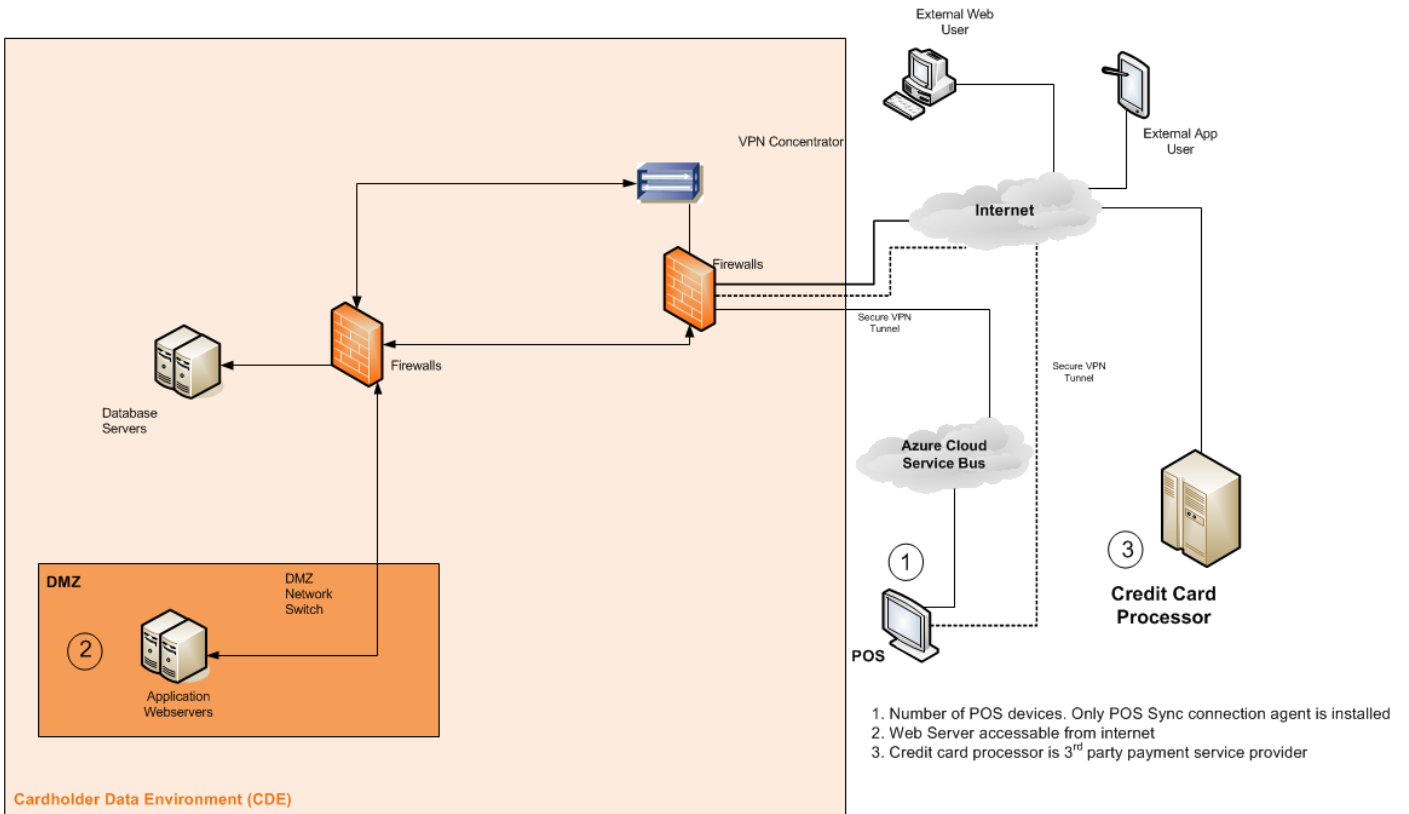 External Web
User
External App
User
VPN Concentrator
Internet
Firewalls
Secure VPN
Tunnel
Secure VPN
Tunnel
Firewalls
Database
Servers
Azure Cloud
Service Bus
1
3
Credit Card
Processor
POS
DMZ
DMZ
Network
Switch
2
Application
Webservers
1. Number of POS devices. Only POS Sync connection agent is installed
2. Web Server accessable from internet
3. Credit card processor is 3rd party payment service provider
Cardholder Data Environment (CDE)